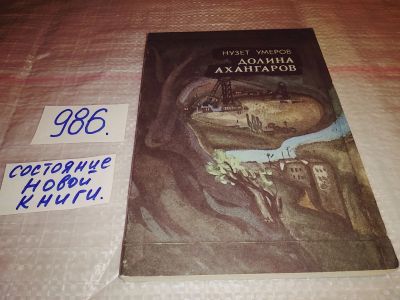 986.
СОСТОЯНИЕ
НОВОЙ
КНИГИ.
НУЗЕТ УМЕРОВ
ДОЛИНА
АХАНГАРОВ